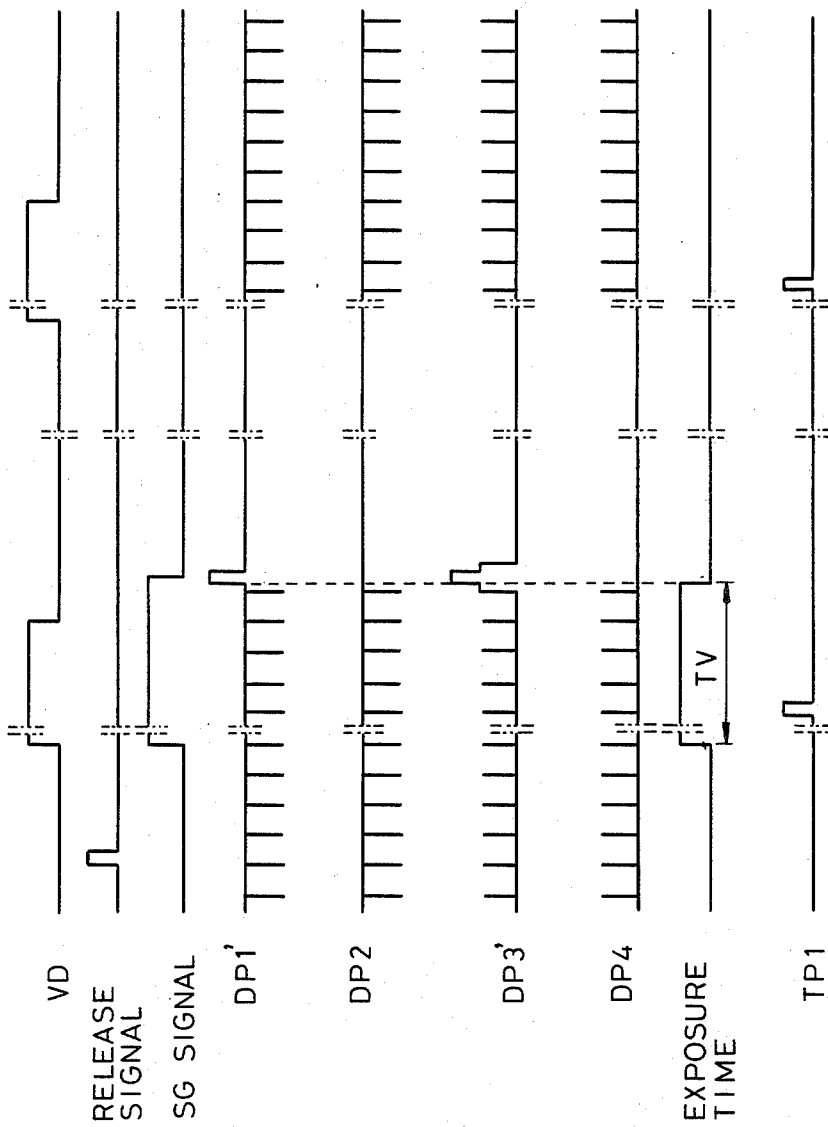 VD
RELEASE
SIGNAL
SG SIGNAL
DP1'
DP2
DP3'
DP4
EXPOSURE
TIME
TV
TP1